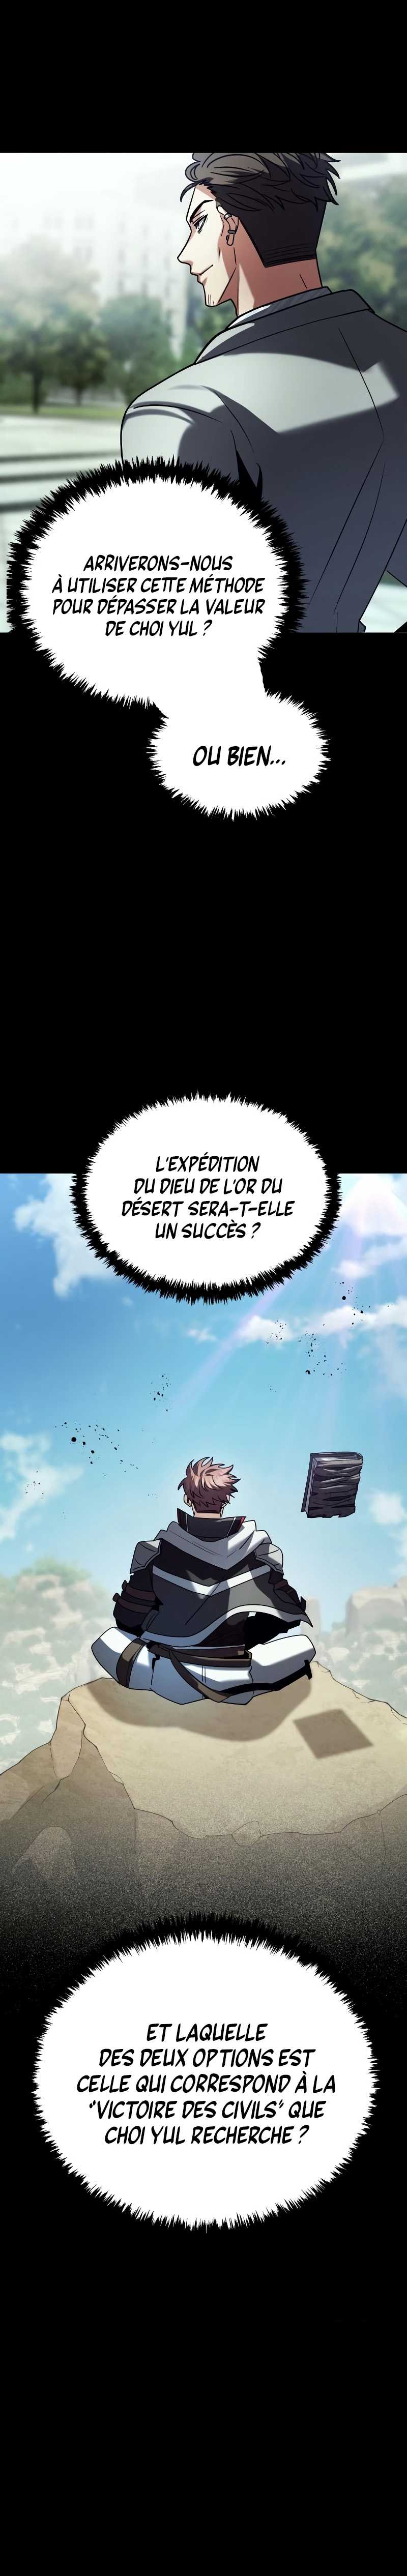 ARRIVERONS-NOUS
À UTILISER CETTE MÉTHODE
POUR DÉPASSER LA VALEUR
DE CHOI YUL ?
OU BIEN...
L'EXPÉDITION
DU DIEU DE L'OR DU
DÉSERT SERA-T-ELLE
UN SUCCÈS ?
ET LAQUELLE
DES DEUX OPTIONS EST
CELLE QUI CORRESPOND À LA
"VICTOIRE DES CIVILS" QUE
CHOI YUL RECHERCHE ?